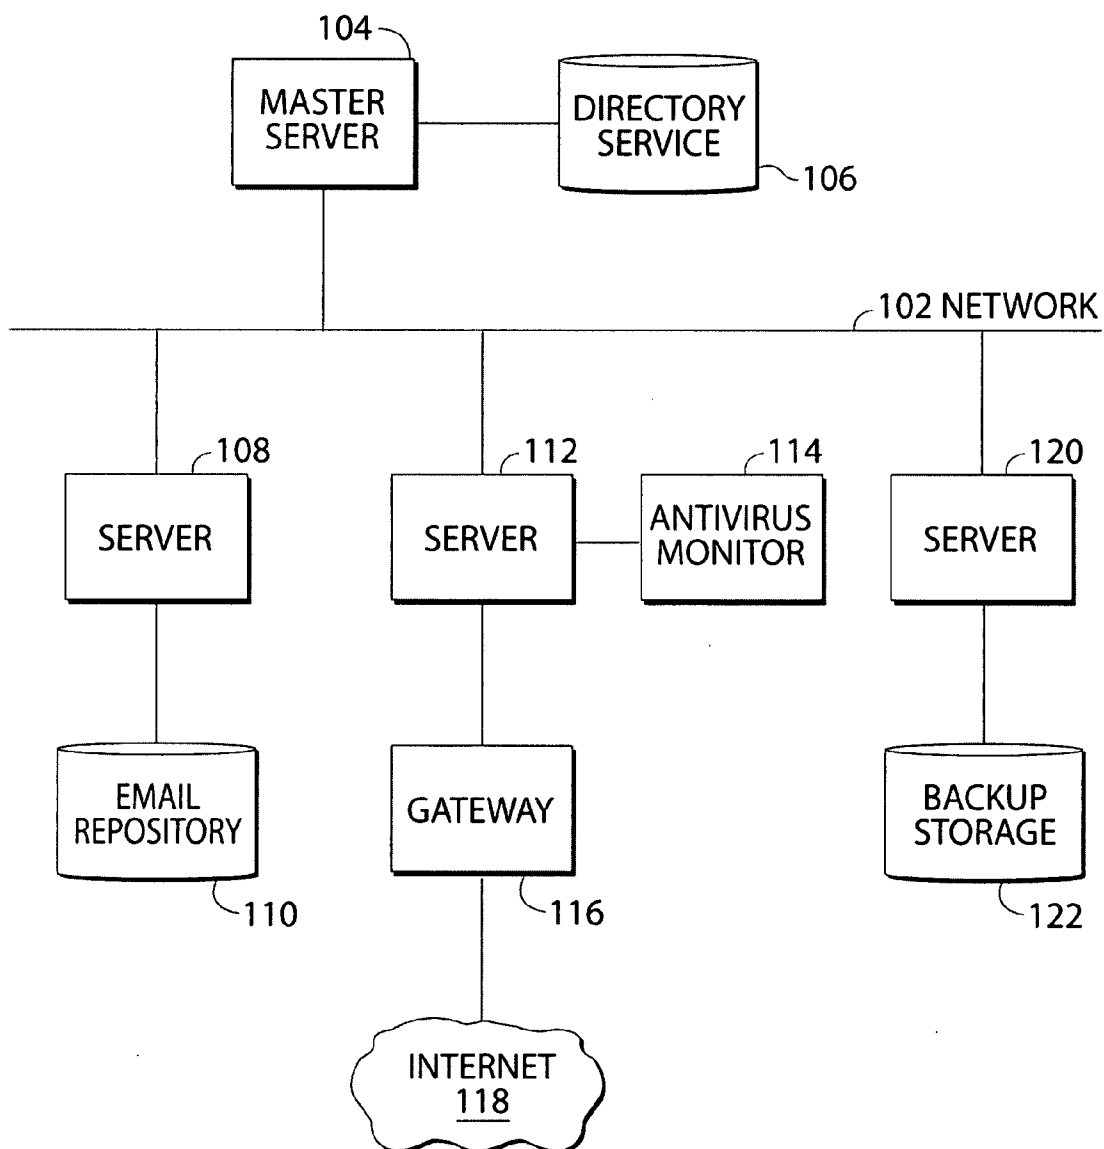 104
MASTER
SERVER
DIRECTORY
SERVICE
106
102 NETWORK
108
SERVER
112
SERVER
114
ANTIVIRUS
MONITOR
120
SERVER
EMAIL
REPOSITORY
110
GATEWAY
116
BACKUP
STORAGE
122
INTERNET
118